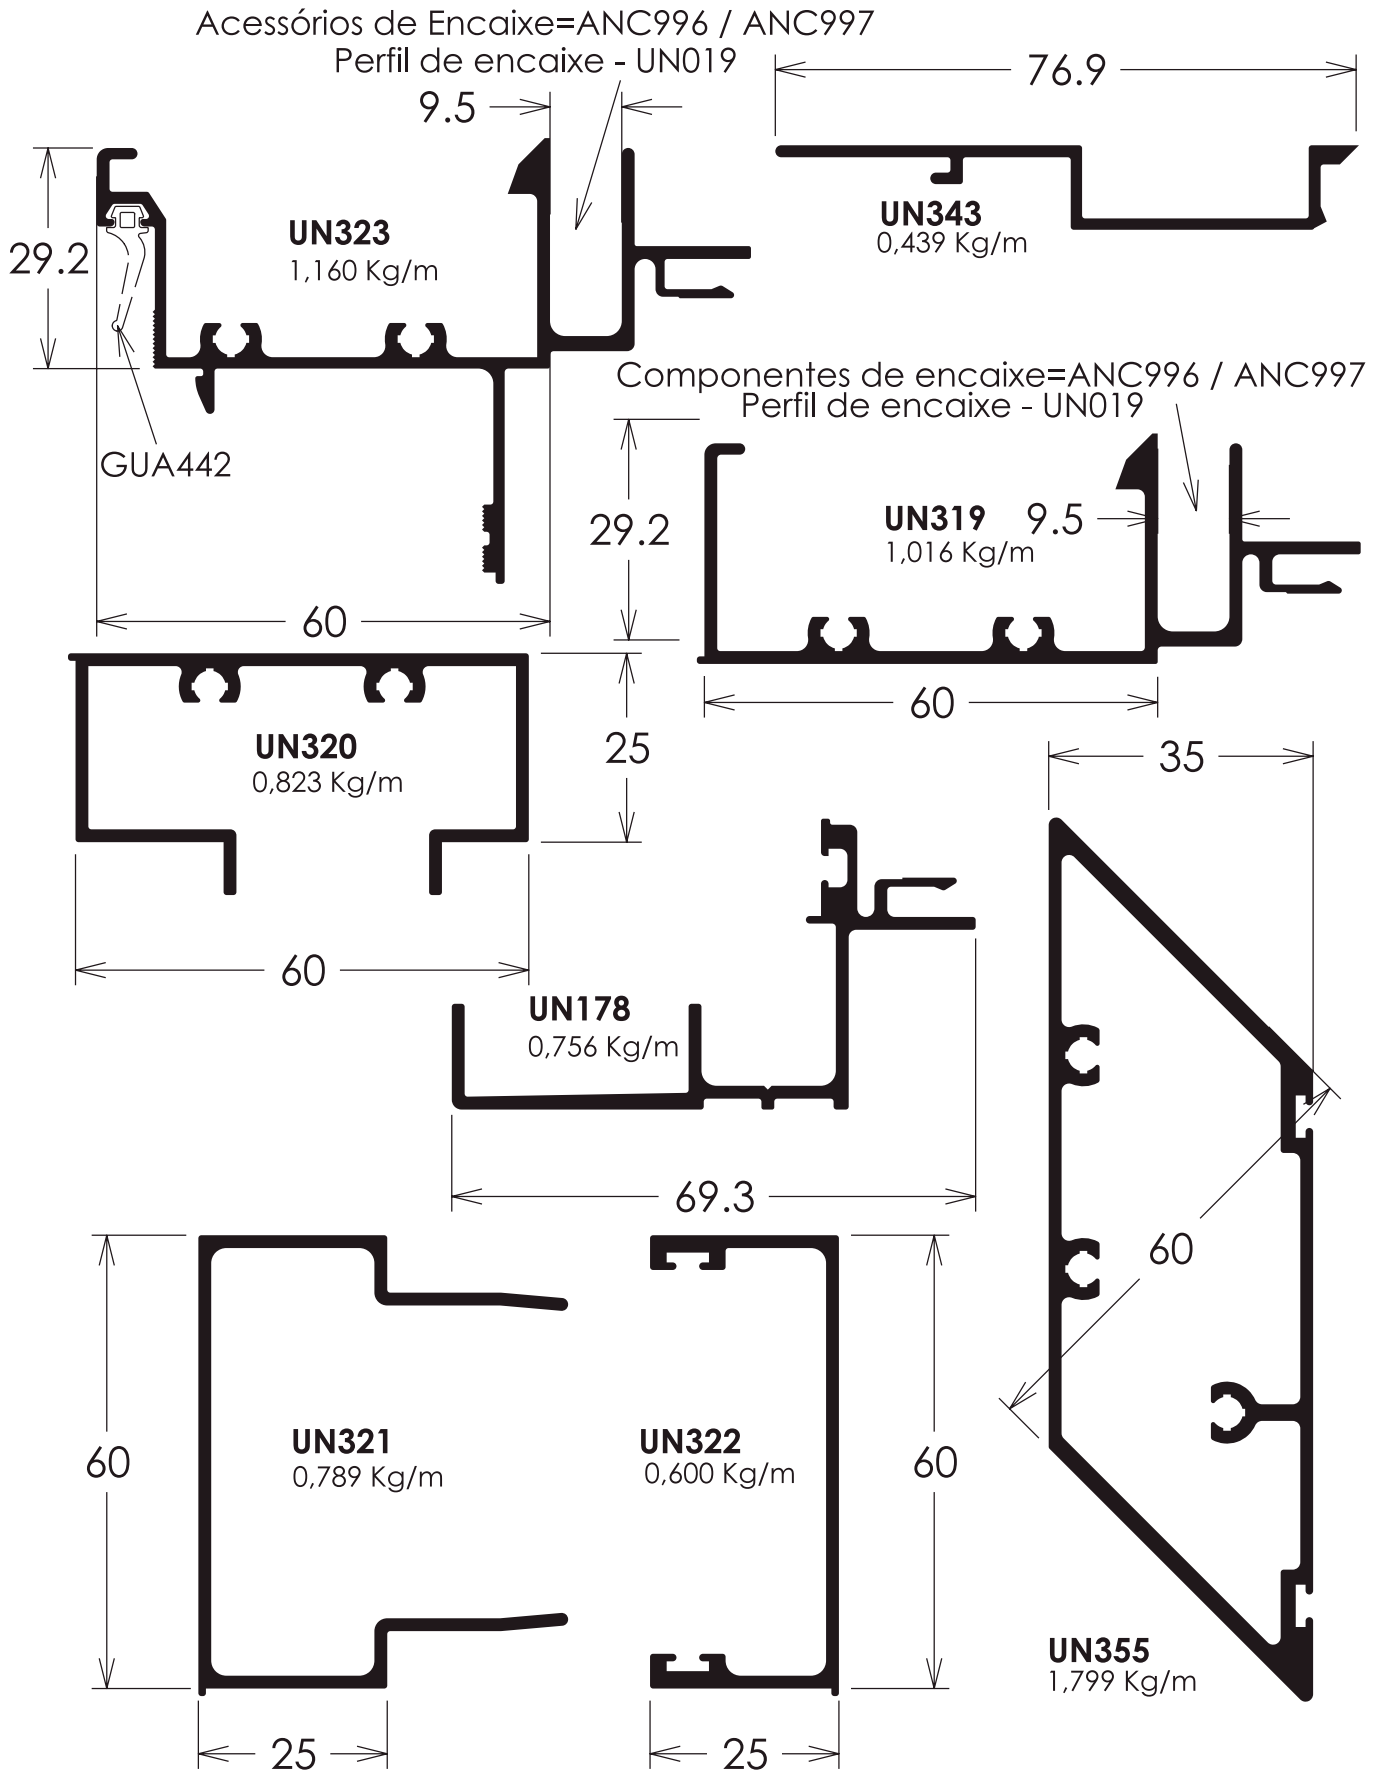 Acessórios de Encaixe=ANC996 / ANC997
Perfil de encaixe - UN019
9.5
76.9
29.2
UN323
1,160 Kg/m
UN343
0,439 Kg/m
GUA442
60
Componentes de encaixe=ANC996 / ANC997
Perfil de encaixe - UN019
29.2
UN319
1,016 Kg/m
9.5
60
UN320
0,823 Kg/m
25
60
35
UN178
0,756 Kg/m
69.3
60
60
UN321
0,789 Kg/m
25
UN322
0,600 Kg/m
60
25
UN355
1,799 Kg/m